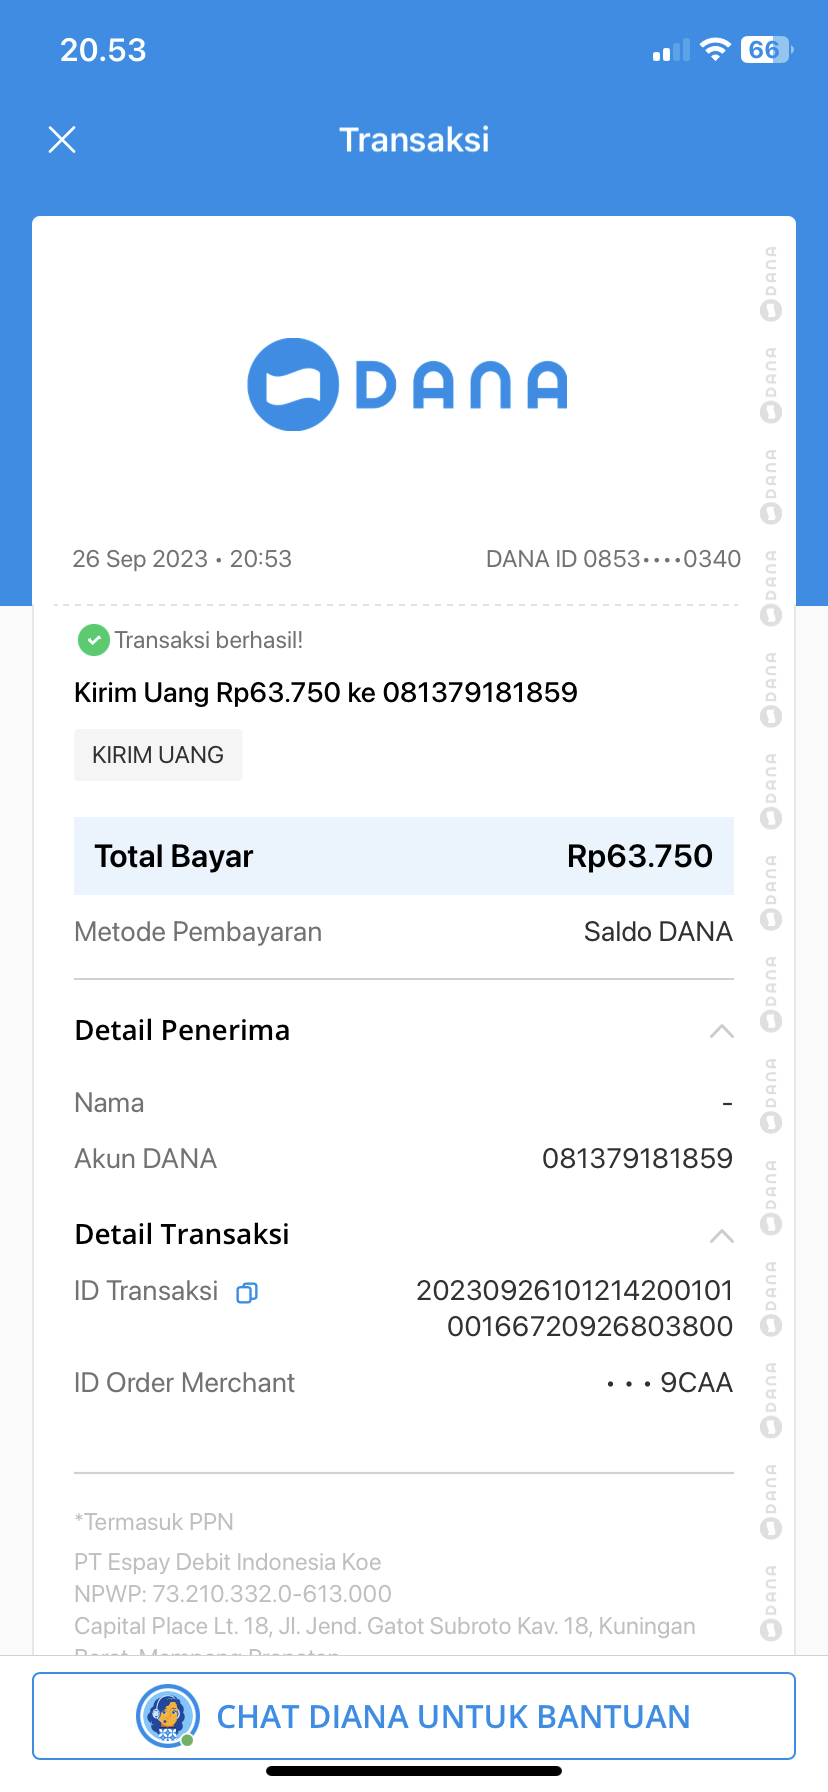 20.53
66
Transaksi
DANA
26 Sep 2023 • 20:53
DANA ID 0853••••0340
Transaksi berhasil!
Kirim Uang Rp63.750 ke 081379181859
KIRIM UANG
Total Bayar Rp63.750
Metode Pembayaran Saldo DANA
Detail Penerima
Nama -
Akun DANA 081379181859
Detail Transaksi
ID Transaksi 20230926101214200101
00166720926803800
ID Order Merchant • • • 9CAA
*Termasuk PPN
PT Espay Debit Indonesia Koe
NPWP: 73.210.332.0-613.000
Capital Place Lt. 18, Jl. Jend. Gatot Subroto Kav. 18, Kuningan
CHAT DIANA UNTUK BANTUAN
DANA
DANA
DANA
DANA
DANA
DANA
DANA
DANA
DANA
DANA
DANA
DANA
DANA
DANA